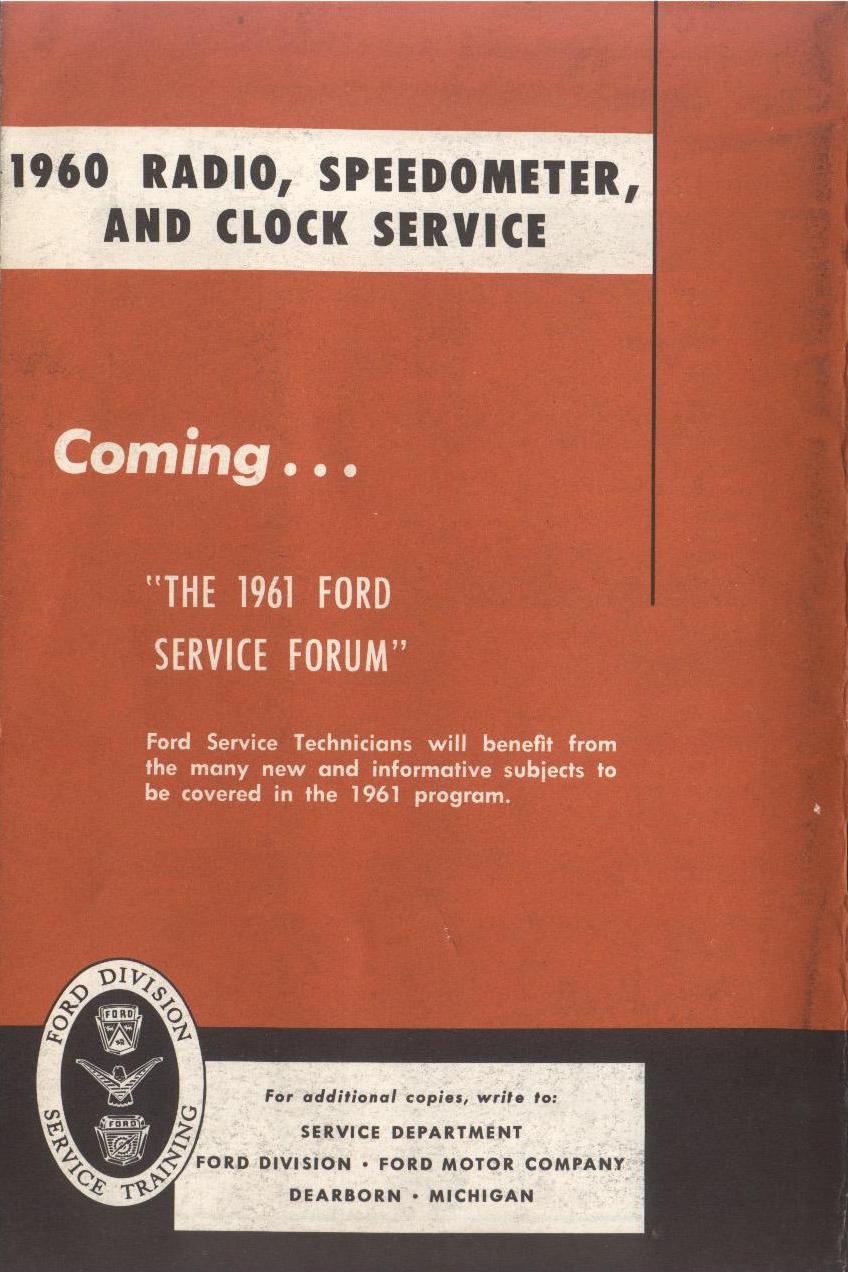 1960 RADIO, SPEEDOMETER,
AND CLOCK SERVICE
Coming...
"THE 1961 FORD
SERVICE FORUM"
Ford Service Technicians will benefit from
the many new and informative subjects to
be covered in the 1961 program.
FORD DIVISION
FORD
FORD
SERVICE TRAINING
For additional copies, write to:
SERVICE DEPARTMENT
FORD DIVISION • FORD MOTOR COMPANY
DEARBORN • MICHIGAN